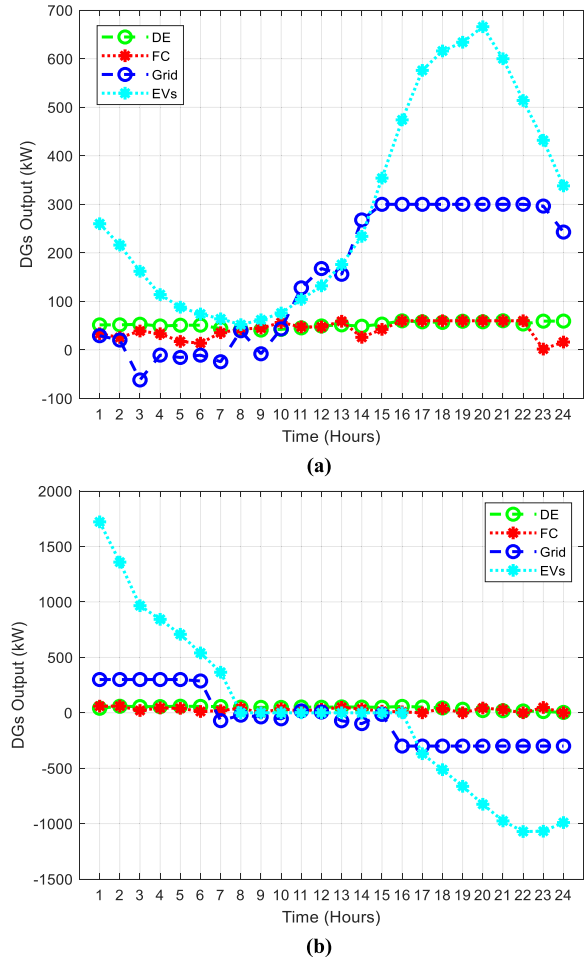 700
600
500
400
300
200
100
0
-100
DGs Output (kW)
DE
FC
Grid
EVs
1 2 3 4 5 6 7 8 9 10 11 12 13 14 15 16 17 18 19 20 21 22 23 24
Time (Hours)
(a)
2000
1500
1000
500
0
-500
-1000
-1500
DGs Output (kW)
DE
FC
Grid
EVs
1 2 3 4 5 6 7 8 9 10 11 12 13 14 15 16 17 18 19 20 21 22 23 24
Time (Hours)
(b)